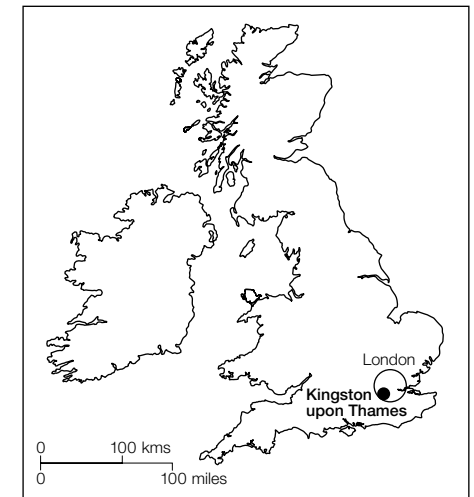 London
Kingston
upon Thames
0 100 kms
0 100 miles